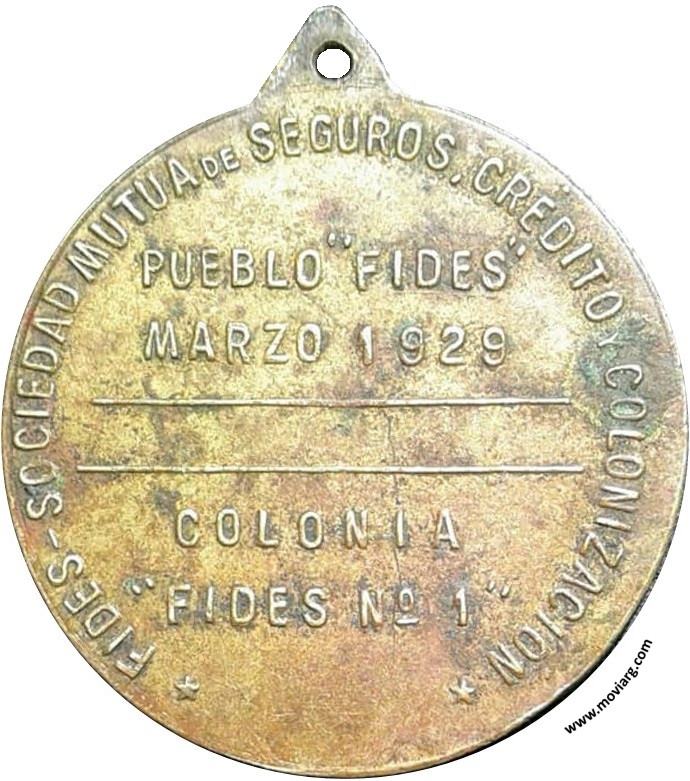 FIDES - SOCIEDAD MUTUA DE SEGUROS, CREDITO Y COLONIZACION
PUEBLO "FIDES"
MARZO 1929
COLONIA
"FIDES Nº 1"
www.moviarg.com